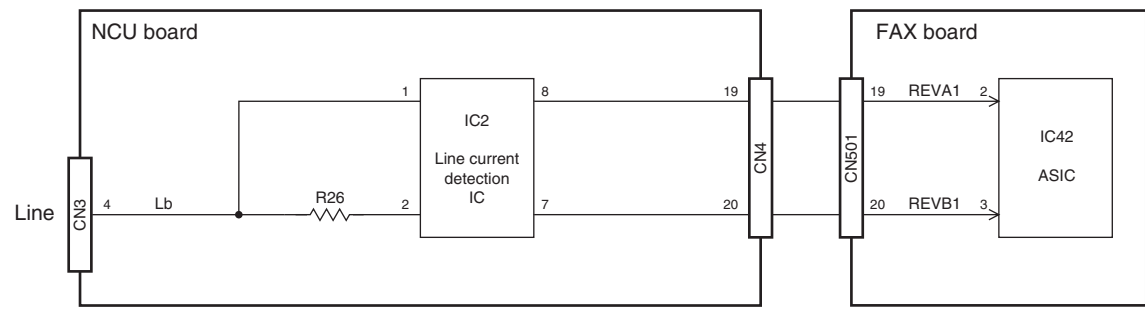 NCU board
FAX board
1
8
19
19
REVA1
2
IC2
Line current
detection
IC
CN4
CN501
IC42
ASIC
Line
CN3
4
Lb
R26
2
7
20
20
REVB1
3